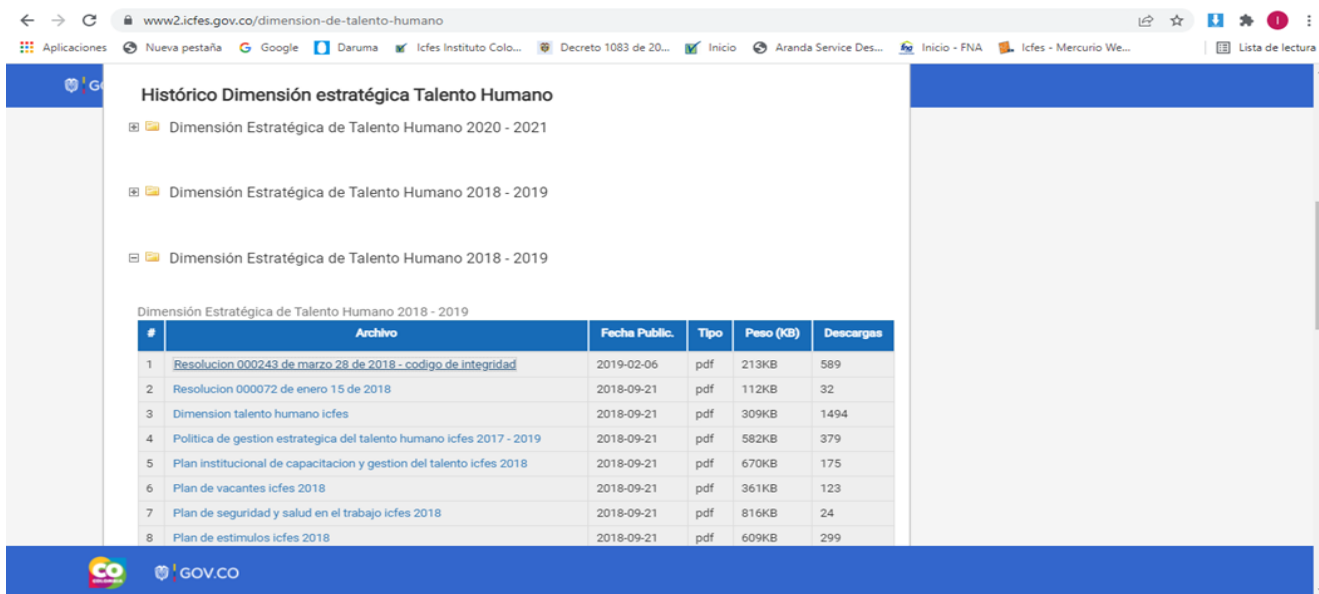 www2.icfes.gov.co/dimension-de-talento-humano
Aplicaciones Nueva pestaña Google Daruma Icfes Instituto Colo... Decreto 1083 de 20... Inicio Aranda Service Des... Inicio - FNA Icfes - Mercurio We... Lista de lectura
I
Histórico Dimensión estratégica Talento Humano
Dimensión Estratégica de Talento Humano 2020 - 2021
Dimensión Estratégica de Talento Humano 2018 - 2019
Dimensión Estratégica de Talento Humano 2018 - 2019
Dimensión Estratégica de Talento Humano 2018 - 2019
# Archivo Fecha Public. Tipo Peso (KB) Descargas
1 Resolucion 000243 de marzo 28 de 2018 - codigo de integridad 2019-02-06 pdf 213KB 589
2 Resolucion 000072 de enero 15 de 2018 2018-09-21 pdf 112KB 32
3 Dimension talento humano icfes 2018-09-21 pdf 309KB 1494
4 Politica de gestion estrategica del talento humano icfes 2017 - 2019 2018-09-21 pdf 582KB 379
5 Plan institucional de capacitacion y gestion del talento icfes 2018 2018-09-21 pdf 670KB 175
6 Plan de vacantes icfes 2018 2018-09-21 pdf 361KB 123
7 Plan de seguridad y salud en el trabajo icfes 2018 2018-09-21 pdf 816KB 24
8 Plan de estimulos icfes 2018 2018-09-21 pdf 609KB 299
CO COLOMBIA GOV.CO